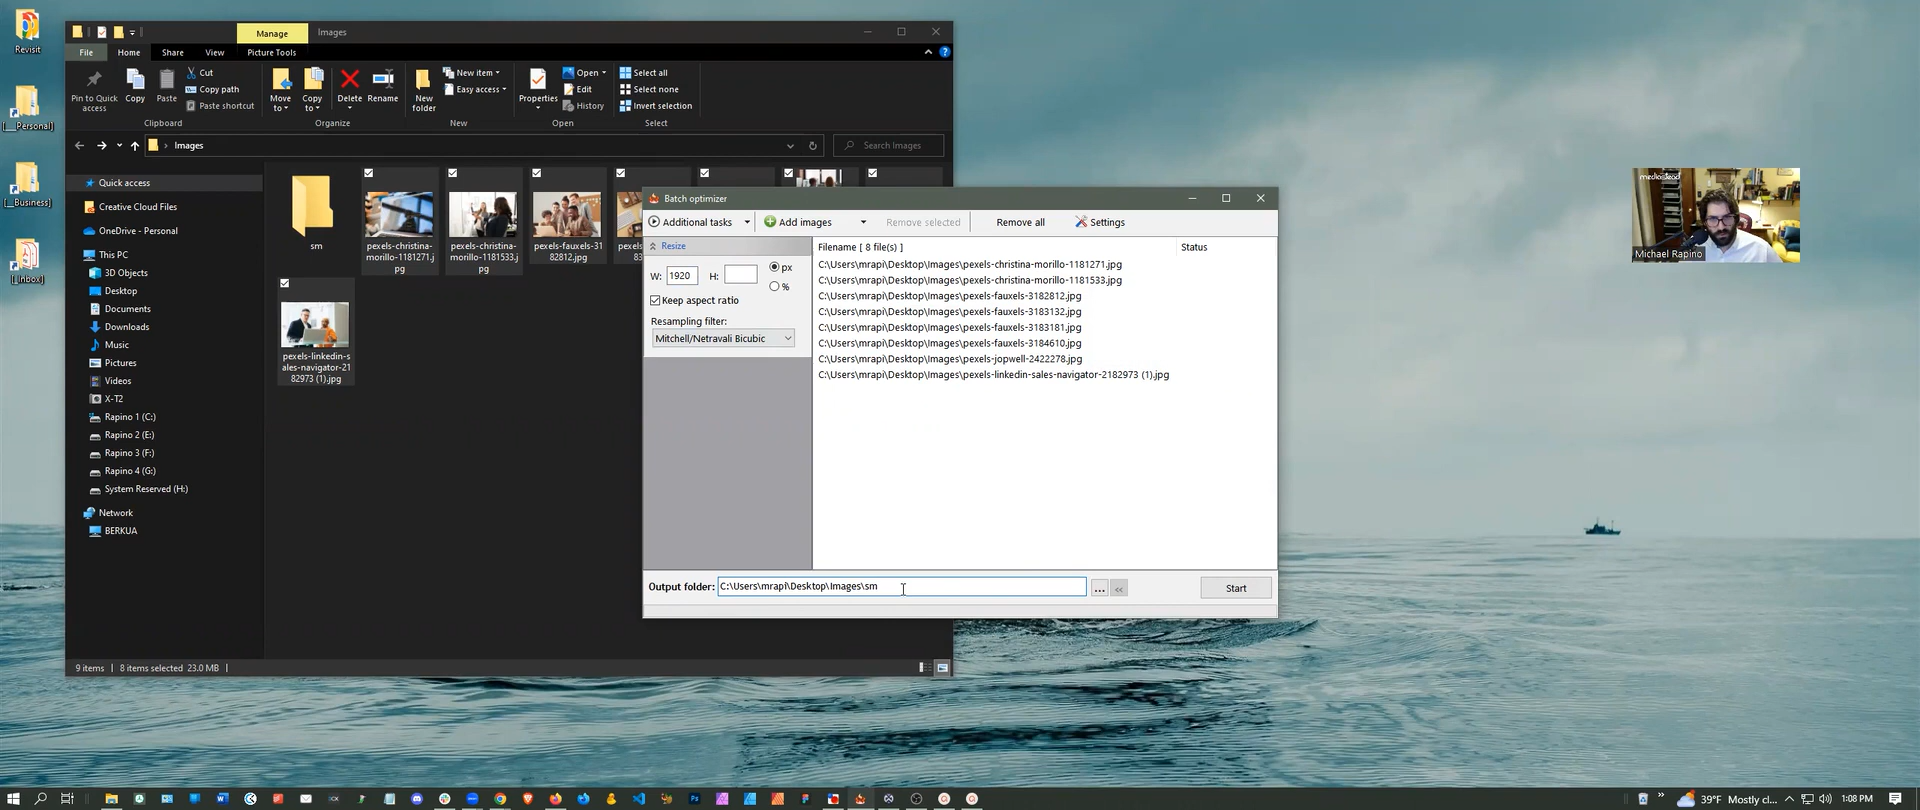 Revisit
[__Personal]
[_Business]
[_Inbox]
Manage
Images
File
Home
Share
View
Picture Tools
Pin to Quick
access
Copy
Paste
Cut
Copy path
Paste shortcut
Clipboard
Move
to
Copy
to
Delete
Rename
Organize
New
folder
New item
Easy access
New
Properties
Open
Edit
History
Open
Select all
Select none
Invert selection
Select
Images
Search Images
Quick access
Creative Cloud Files
OneDrive - Personal
This PC
3D Objects
Desktop
Documents
Downloads
Music
Pictures
Videos
X-T2
Rapino 1 (C:)
Rapino 2 (E:)
Rapino 3 (F:)
Rapino 4 (G:)
System Reserved (H:)
Network
BERKUA
sm
pexels-christina-
morillo-1181271.j
pg
pexels-christina-
morillo-1181533.j
pg
pexels-fauxels-31
82812.jpg
pexels-linkedin-s
ales-navigator-21
82973 (1).jpg
9 items
8 items selected 23.0 MB
Batch optimizer
Additional tasks
Add images
Remove selected
Remove all
Settings
Resize
W: 1920 H:
px
%
Keep aspect ratio
Resampling filter:
Mitchell/Netravali Bicubic
Filename [ 8 file(s) ]
Status
C:\Users\mrapi\Desktop\Images\pexels-christina-morillo-1181271.jpg
C:\Users\mrapi\Desktop\Images\pexels-christina-morillo-1181533.jpg
C:\Users\mrapi\Desktop\Images\pexels-fauxels-3182812.jpg
C:\Users\mrapi\Desktop\Images\pexels-fauxels-3183132.jpg
C:\Users\mrapi\Desktop\Images\pexels-fauxels-3183181.jpg
C:\Users\mrapi\Desktop\Images\pexels-fauxels-3184610.jpg
C:\Users\mrapi\Desktop\Images\pexels-jopwell-2422278.jpg
C:\Users\mrapi\Desktop\Images\pexels-linkedin-sales-navigator-2182973 (1).jpg
Output folder: C:\Users\mrapi\Desktop\Images\sm
...
Start
Michael Rapino
39°F Mostly cl...
1:08 PM